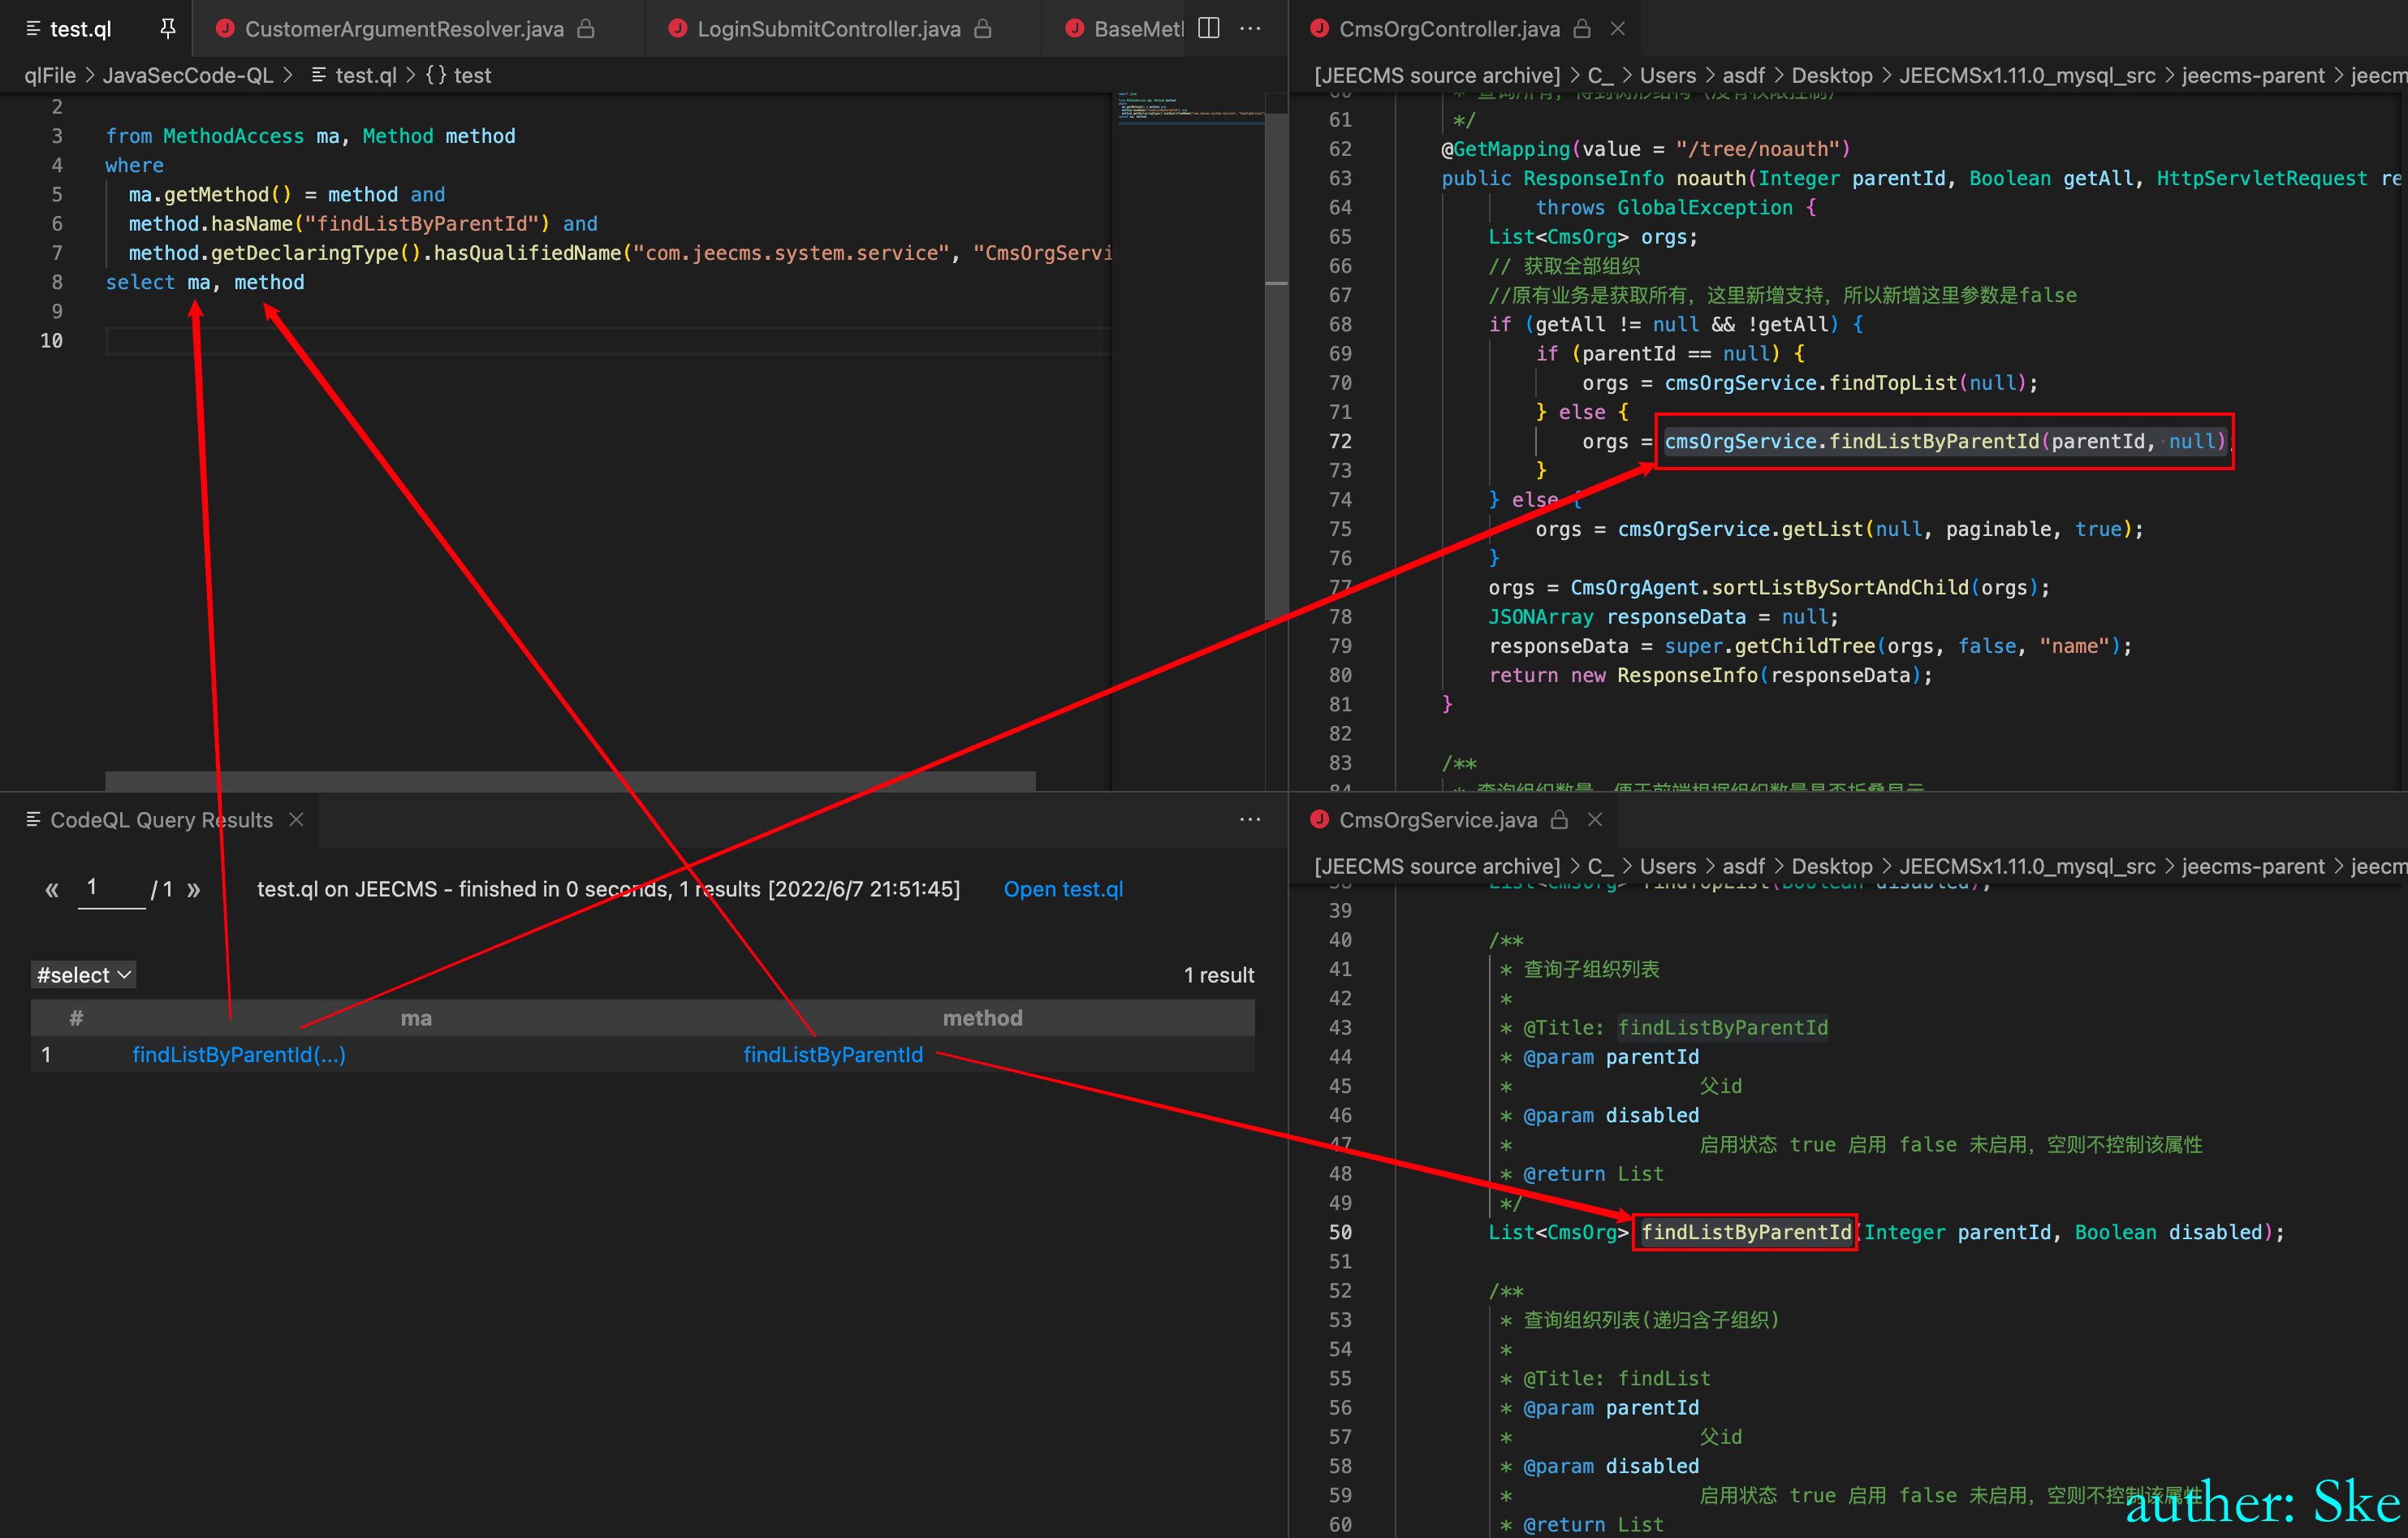 test.ql
CustomerArgumentResolver.java
LoginSubmitController.java
BaseMet
qlFile > JavaSecCode-QL > test.ql > {} test
2
3 from MethodAccess ma, Method method
4 where
5 ma.getMethod() = method and
6 method.hasName("findListByParentId") and
7 method.getDeclaringType().hasQualifiedName("com.jeecms.system.service", "CmsOrgServi
8 select ma, method
9
10
CmsOrgController.java
[JEECMS source archive] > C_ > Users > asdf > Desktop > JEECMSx1.11.0_mysql_src > jeecms-parent > jeecm
61 */
62 @GetMapping(value = "/tree/noauth")
63 public ResponseInfo noauth(Integer parentId, Boolean getAll, HttpServletRequest re
64 throws GlobalException {
65 List<CmsOrg> orgs;
66 // 获取全部组织
67 //原有业务是获取所有，这里新增支持，所以新增这里参数是false
68 if (getAll != null && !getAll) {
69 if (parentId == null) {
70 orgs = cmsOrgService.findTopList(null);
71 } else {
72 orgs = cmsOrgService.findListByParentId(parentId, null);
73 }
74 } else {
75 orgs = cmsOrgService.getList(null, paginable, true);
76 }
77 orgs = CmsOrgAgent.sortListBySortAndChild(orgs);
78 JSONArray responseData = null;
79 responseData = super.getChildTree(orgs, false, "name");
80 return new ResponseInfo(responseData);
81 }
82
83 /**
CodeQL Query Results
« 1 / 1 » test.ql on JEECMS - finished in 0 seconds, 1 results [2022/6/7 21:51:45] Open test.ql
#select
1 result
# ma method
1 findListByParentId(...) findListByParentId
CmsOrgService.java
[JEECMS source archive] > C_ > Users > asdf > Desktop > JEECMSx1.11.0_mysql_src > jeecms-parent > jeecm
39
40 /**
41 * 查询子组织列表
42 *
43 * @Title: findListByParentId
44 * @param parentId
45 * 父id
46 * @param disabled
47 * 启用状态 true 启用 false 未启用，空则不控制该属性
48 * @return List
49 */
50 List<CmsOrg> findListByParentId(Integer parentId, Boolean disabled);
51
52 /**
53 * 查询组织列表(递归含子组织)
54 *
55 * @Title: findList
56 * @param parentId
57 * 父id
58 * @param disabled
59 * 启用状态 true 启用 false 未启用，空则不控制该属性
60 * @return List
auther: Ske